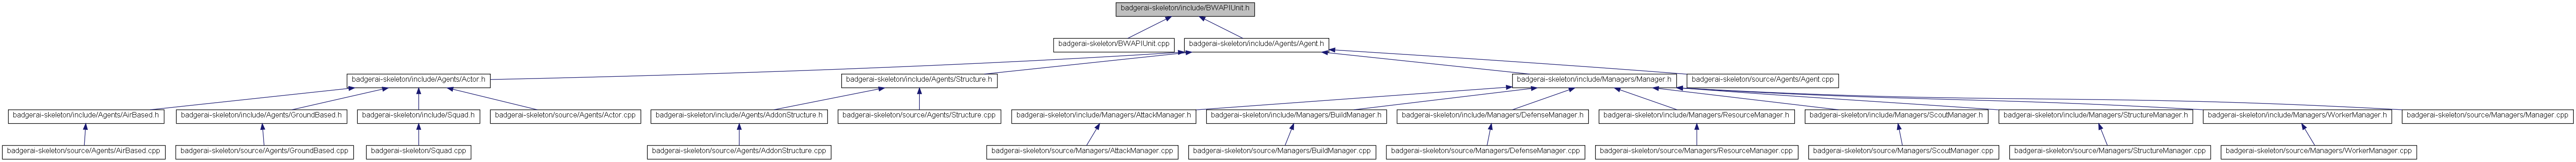 badgerai-skeleton/include/BWAPIUnit.h
badgerai-skeleton/BWAPIUnit.cpp
badgerai-skeleton/include/Agents/Agent.h
badgerai-skeleton/include/Agents/Actor.h
badgerai-skeleton/include/Agents/Structure.h
badgerai-skeleton/include/Managers/Manager.h
badgerai-skeleton/source/Agents/Agent.cpp
badgerai-skeleton/include/Agents/AirBased.h
badgerai-skeleton/include/Agents/GroundBased.h
badgerai-skeleton/include/Squad.h
badgerai-skeleton/source/Agents/Actor.cpp
badgerai-skeleton/include/Agents/AddonStructure.h
badgerai-skeleton/source/Agents/Structure.cpp
badgerai-skeleton/include/Managers/AttackManager.h
badgerai-skeleton/include/Managers/BuildManager.h
badgerai-skeleton/include/Managers/DefenseManager.h
badgerai-skeleton/include/Managers/ResourceManager.h
badgerai-skeleton/include/Managers/ScoutManager.h
badgerai-skeleton/include/Managers/StructureManager.h
badgerai-skeleton/include/Managers/WorkerManager.h
badgerai-skeleton/source/Managers/Manager.cpp
badgerai-skeleton/source/Agents/AirBased.cpp
badgerai-skeleton/source/Agents/GroundBased.cpp
badgerai-skeleton/Squad.cpp
badgerai-skeleton/source/Agents/AddonStructure.cpp
badgerai-skeleton/source/Managers/AttackManager.cpp
badgerai-skeleton/source/Managers/BuildManager.cpp
badgerai-skeleton/source/Managers/DefenseManager.cpp
badgerai-skeleton/source/Managers/ResourceManager.cpp
badgerai-skeleton/source/Managers/ScoutManager.cpp
badgerai-skeleton/source/Managers/StructureManager.cpp
badgerai-skeleton/source/Managers/WorkerManager.cpp